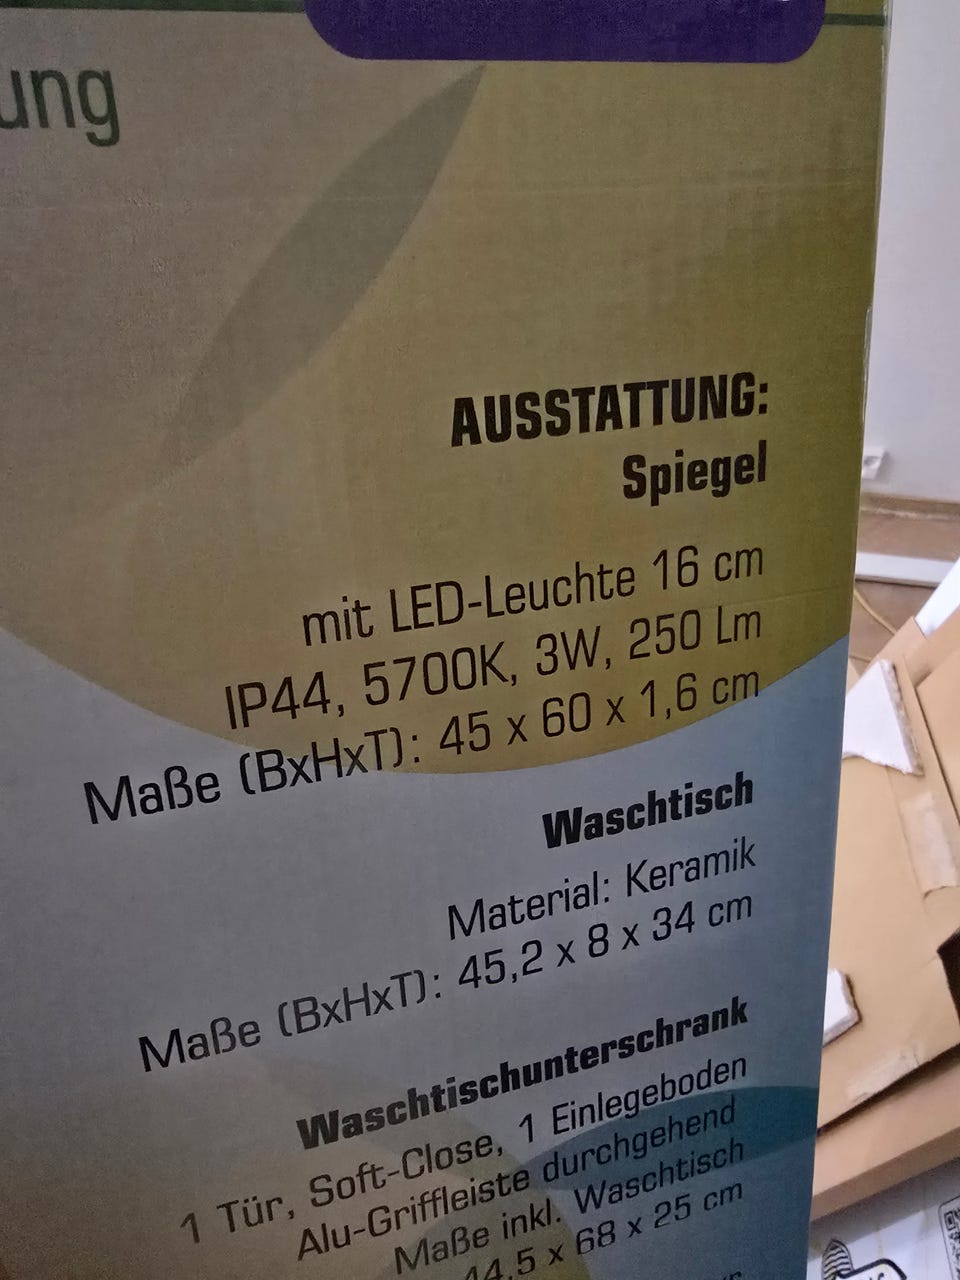 AUSSTATTUNG:
Spiegel
mit LED-Leuchte 16 cm
IP44, 5700K, 3W, 250 Lm
Maße (BxHxT): 45 x 60 x 1,6 cm
Waschtisch
Material: Keramik
Maße (BxHxT): 45,2 x 8 x 34 cm
Waschtischunterschrank
1 Tür, Soft-Close, 1 Einlegeboden
Alu-Griffleiste durchgehend
Maße inkl. Waschtisch
44,5 x 68 x 25 cm